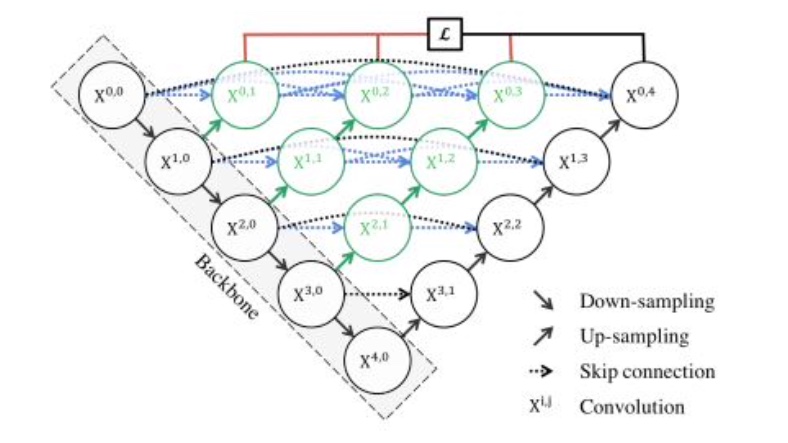 ℒ
X^{0,0} X^{0,1} X^{0,2} X^{0,3} X^{0,4}
X^{1,0} X^{1,1} X^{1,2} X^{1,3}
X^{2,0} X^{2,1} X^{2,2}
Backbone
X^{3,0} X^{3,1}
X^{4,0}
Down-sampling
Up-sampling
Skip connection
X^{i,j} Convolution